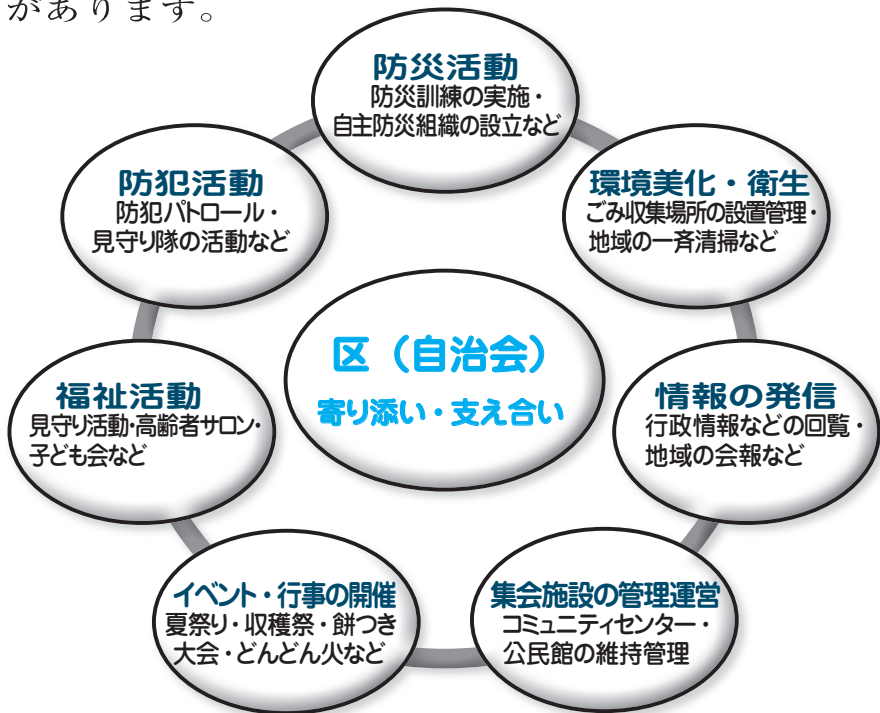 があります。
防災活動
防災訓練の実施・
自主防災組織の設立など
防犯活動
防犯パトロール・
見守り隊の活動など
環境美化・衛生
ごみ収集場所の設置管理・
地域の一斉清掃など
区（自治会）
寄り添い・支え合い
福祉活動
見守り活動・高齢者サロン・
子ども会など
情報の発信
行政情報などの回覧・
地域の会報など
イベント・行事の開催
夏祭り・収穫祭・餅つき
大会・どんどん火など
集会施設の管理運営
コミュニティセンター・
公民館の維持管理